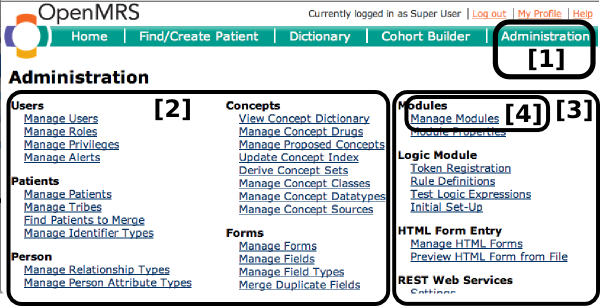 OpenMRS
Currently logged in as Super User | Log out | My Profile | Help
Home | Find/Create Patient | Dictionary | Cohort Builder | Administration
[1]
Administration
[2]
Users
Manage Users
Manage Roles
Manage Privileges
Manage Alerts
Patients
Manage Patients
Manage Tribes
Find Patients to Merge
Manage Identifier Types
Person
Manage Relationship Types
Manage Person Attribute Types
Concepts
View Concept Dictionary
Manage Concept Drugs
Manage Proposed Concepts
Update Concept Index
Derive Concept Sets
Manage Concept Classes
Manage Concept Datatypes
Manage Concept Sources
Forms
Manage Forms
Manage Fields
Manage Field Types
Merge Duplicate Fields
[3]
Modules
Manage Modules [4]
Module Properties
Logic Module
Token Registration
Rule Definitions
Test Logic Expressions
Initial Set-Up
HTML Form Entry
Manage HTML Forms
Preview HTML Form from File
REST Web Services
Settings